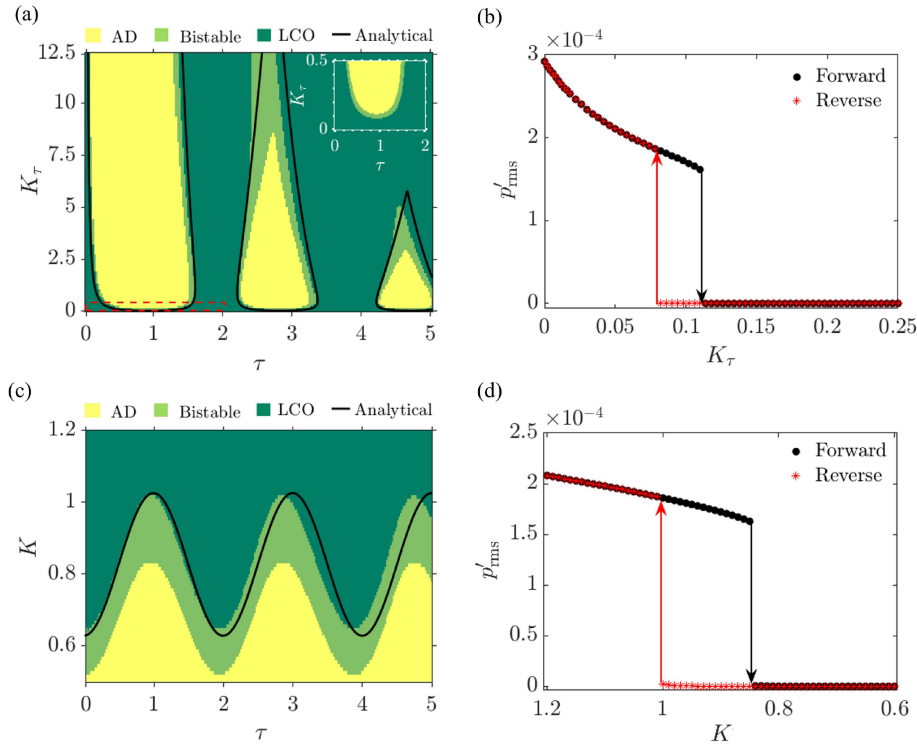 (a)
AD Bistable LCO Analytical
12.5
10
7.5
5
2.5
0
K_τ
0 1 2 3 4 5
τ
0.5
0
K_τ
0 1 2
τ
(b)
×10⁻⁴
3
2
1
0
p′rms
Forward
Reverse
0 0.05 0.1 0.15 0.2 0.25
K_τ
(c)
AD Bistable LCO Analytical
1.2
1
0.8
0.6
K
0 1 2 3 4 5
τ
(d)
×10⁻⁴
2.5
2
1.5
1
0.5
0
p′rms
Forward
Reverse
1.2 1 0.8 0.6
K